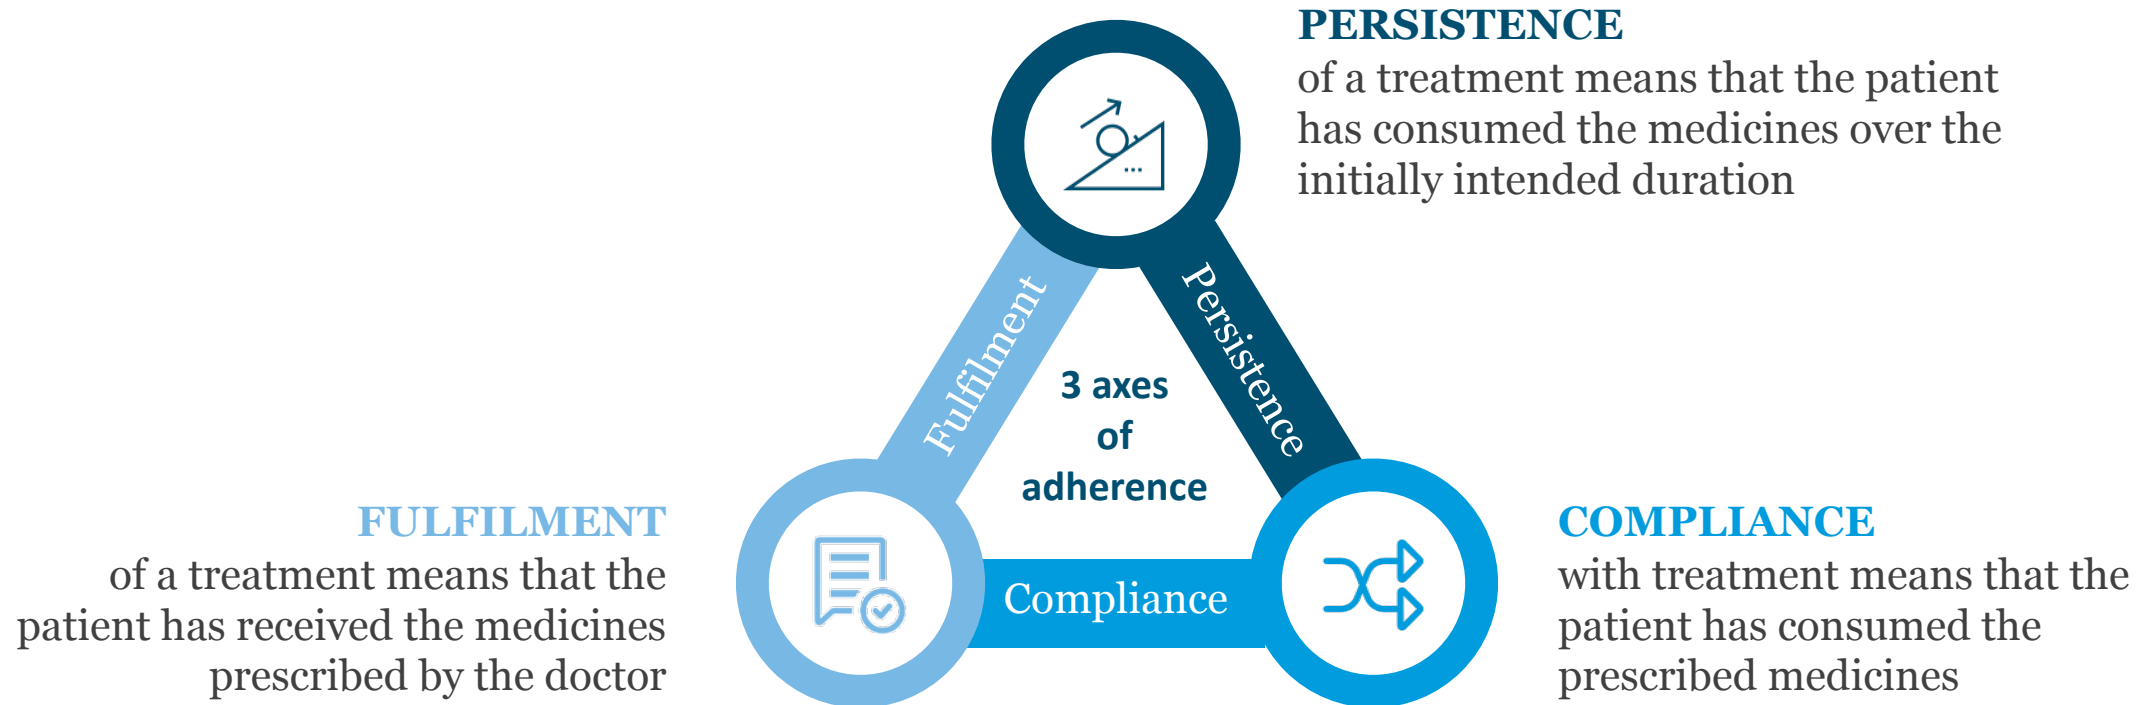 PERSISTENCE
of a treatment means that the patient
has consumed the medicines over the
initially intended duration
Fulfilment
Persistence
3 axes
of
adherence
FULFILMENT
of a treatment means that the
patient has received the medicines
prescribed by the doctor
Compliance
COMPLIANCE
with treatment means that the
patient has consumed the
prescribed medicines